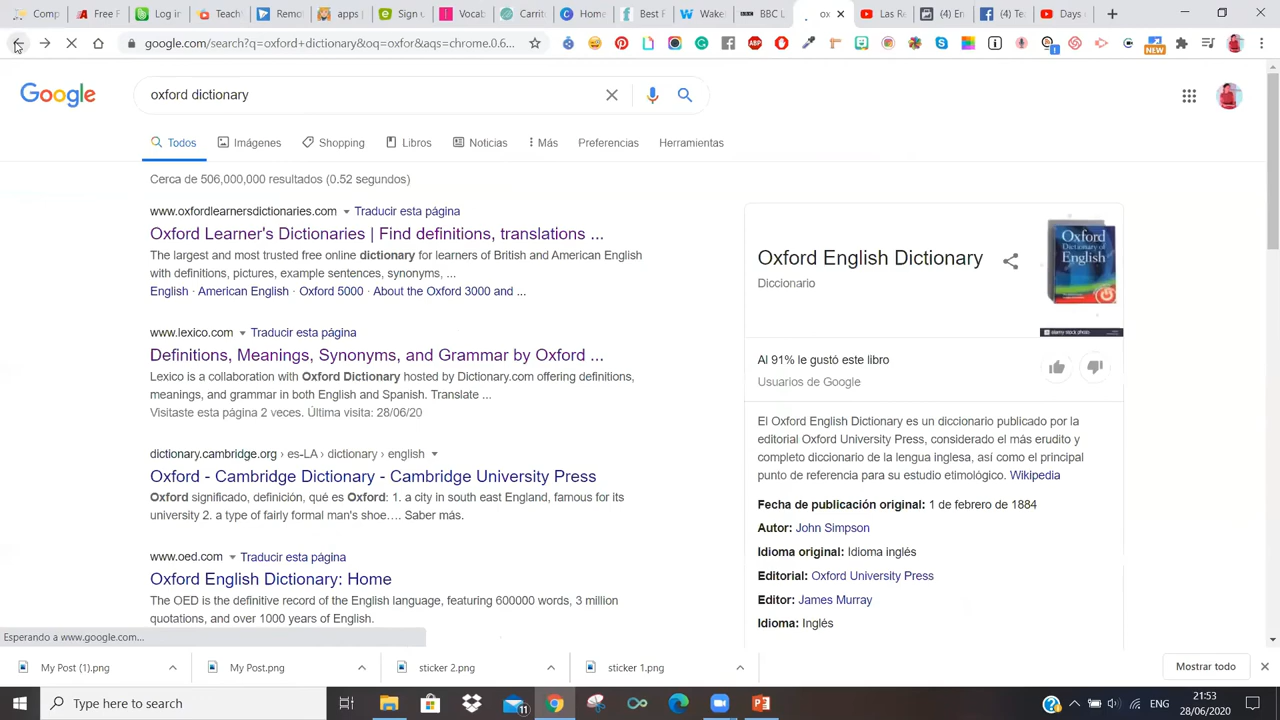 Comp
Free F
Log in
Diction
Remi
apps
Sign u
Vocab
Carrit
Home
Best F
Wakel
BBC L
ox
Las Re
(4) En
(4) Tea
Days o
google.com/search?q=oxford+dictionary&oq=oxfor&aqs=chrome.0.6...
ABP
NEW
Google
oxford dictionary
Todos
Imágenes
Shopping
Libros
Noticias
Más
Preferencias
Herramientas
Cerca de 506,000,000 resultados (0.52 segundos)
www.oxfordlearnersdictionaries.com Traducir esta página
Oxford Learner's Dictionaries | Find definitions, translations ...
The largest and most trusted free online dictionary for learners of British and American English
with definitions, pictures, example sentences, synonyms, ...
English · American English · Oxford 5000 · About the Oxford 3000 and ...
www.lexico.com Traducir esta página
Definitions, Meanings, Synonyms, and Grammar by Oxford ...
Lexico is a collaboration with Oxford Dictionary hosted by Dictionary.com offering definitions,
meanings, and grammar in both English and Spanish. Translate ...
Visitaste esta página 2 veces. Última visita: 28/06/20
dictionary.cambridge.org › es-LA › dictionary › english
Oxford - Cambridge Dictionary - Cambridge University Press
Oxford significado, definición, qué es Oxford: 1. a city in south east England, famous for its
university 2. a type of fairly formal man's shoe.... Saber más.
www.oed.com Traducir esta página
Oxford English Dictionary: Home
The OED is the definitive record of the English language, featuring 600000 words, 3 million
quotations, and over 1000 years of English.
Oxford English Dictionary
Diccionario
Oxford
Dictionary of
English
alamy stock photo
Al 91% le gustó este libro
Usuarios de Google
El Oxford English Dictionary es un diccionario publicado por la
editorial Oxford University Press, considerado el más erudito y
completo diccionario de la lengua inglesa, así como el principal
punto de referencia para su estudio etimológico. Wikipedia
Fecha de publicación original: 1 de febrero de 1884
Autor: John Simpson
Idioma original: Idioma inglés
Editorial: Oxford University Press
Editor: James Murray
Idioma: Inglés
Esperando a www.google.com...
My Post (1).png
My Post.png
sticker 2.png
sticker 1.png
Mostrar todo
Type here to search
11
ENG
21:53
28/06/2020